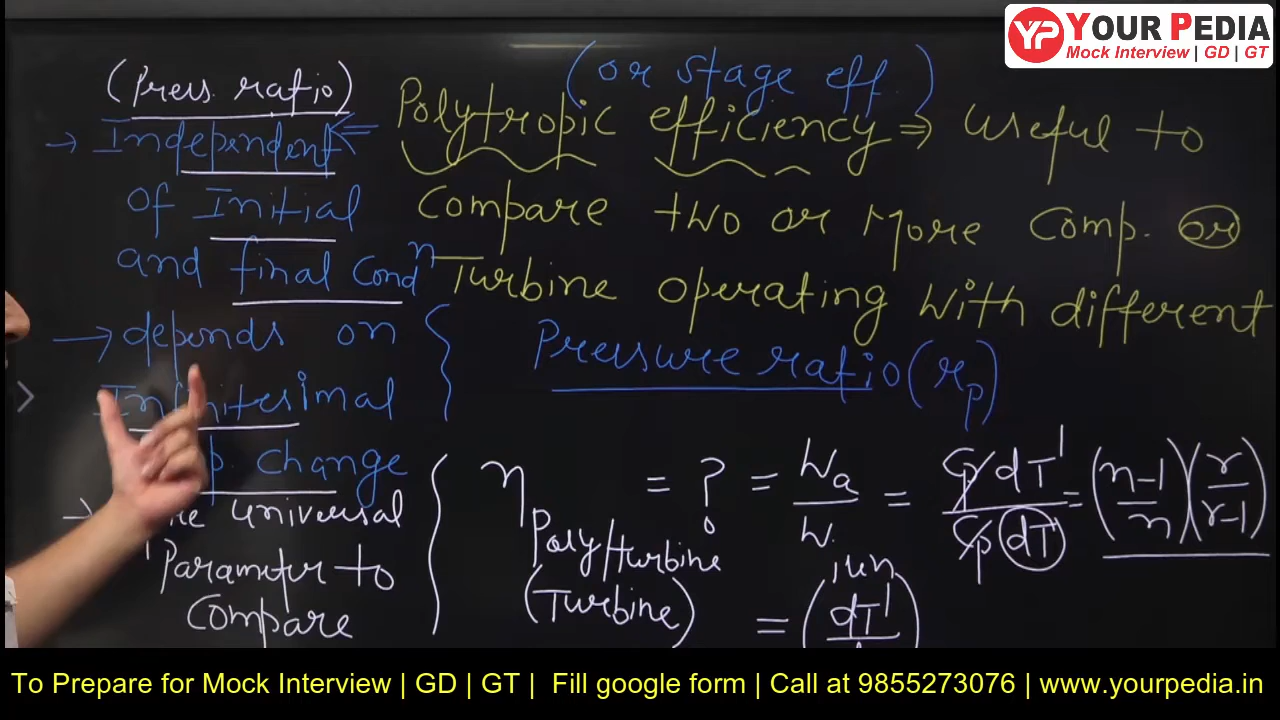 YP YOUR PEDIA
Mock Interview | GD | GT
(Press. ratio)
→ Independent
of Initial
and final Condⁿ
→ depends on
Infinitesimal
p. change
→ universal
Parameter to
Compare
(or stage eff.)
⇐ Polytropic efficiency ⇒ Useful to
Compare two or More Comp. or
Turbine operating With different
Pressure ratio (rp)
η Poly/turbine (Turbine) = ? = Wa/W = Cp dT'/Cp dT = (n-1/n)(r/r-1)
= (dT'/
To Prepare for Mock Interview | GD | GT | Fill google form | Call at 9855273076 | www.yourpedia.in